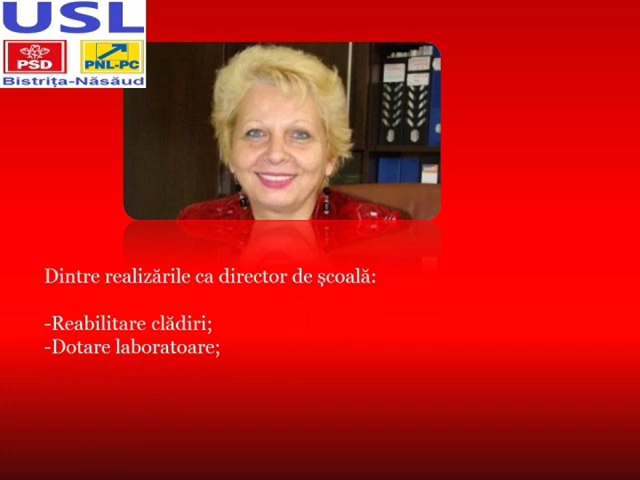 USL
PSD
PNL-PC
Bistrița-Năsăud
Dintre realizările ca director de școală:
-Reabilitare clădiri;
-Dotare laboratoare;